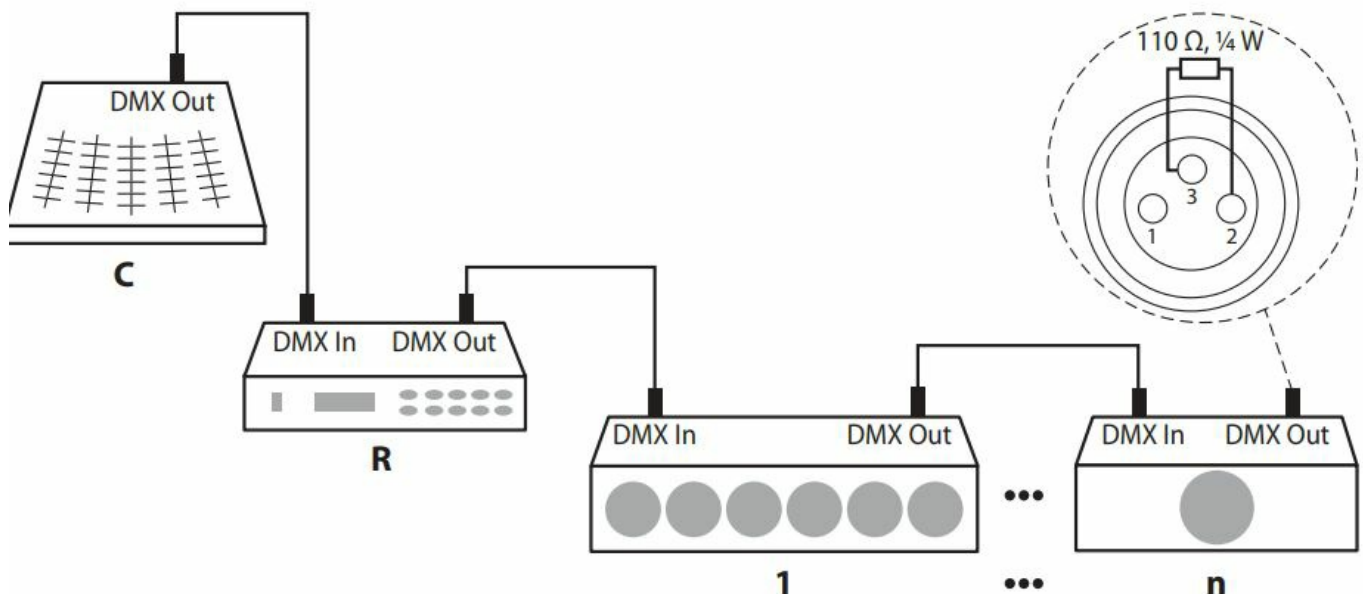 110 Ω, ¼ W
DMX Out
3
1 2
C
DMX In DMX Out
R
DMX In DMX Out
DMX In DMX Out
1
n